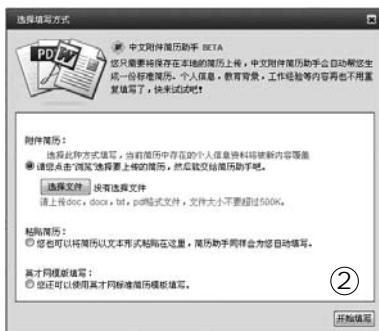 选择填写方式
PDF W
中文附件简历助手 BETA
您只需要将保存在本地的简历上传，中文附件简历助手会自动帮您生
成一份标准简历。个人信息，教育背景，工作经验等内容再也不用重
复填写了，快来试试吧！
附件简历：
选择此种方式填写，当前简历中存在的个人信息资料将被新内容覆盖
请您点击"浏览"选择要上传的简历，然后就交给简历助手吧。
选择文件 没有选择文件
请上传doc，docx，txt，pdf格式文件，文件大小不要超过500K。
粘贴简历：
您也可以将简历以文本形式粘贴在这里，简历助手同样会为您自动填写。
英才网模版填写：
您还可以使用英才网标准简历模板填写。
②
开始填写